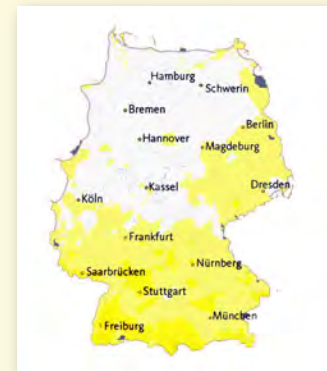 Hamburg
Schwerin
Bremen
Berlin
Hannover
Magdeburg
Kassel
Dresden
Köln
Frankfurt
Nürnberg
Saarbrücken
Stuttgart
München
Freiburg